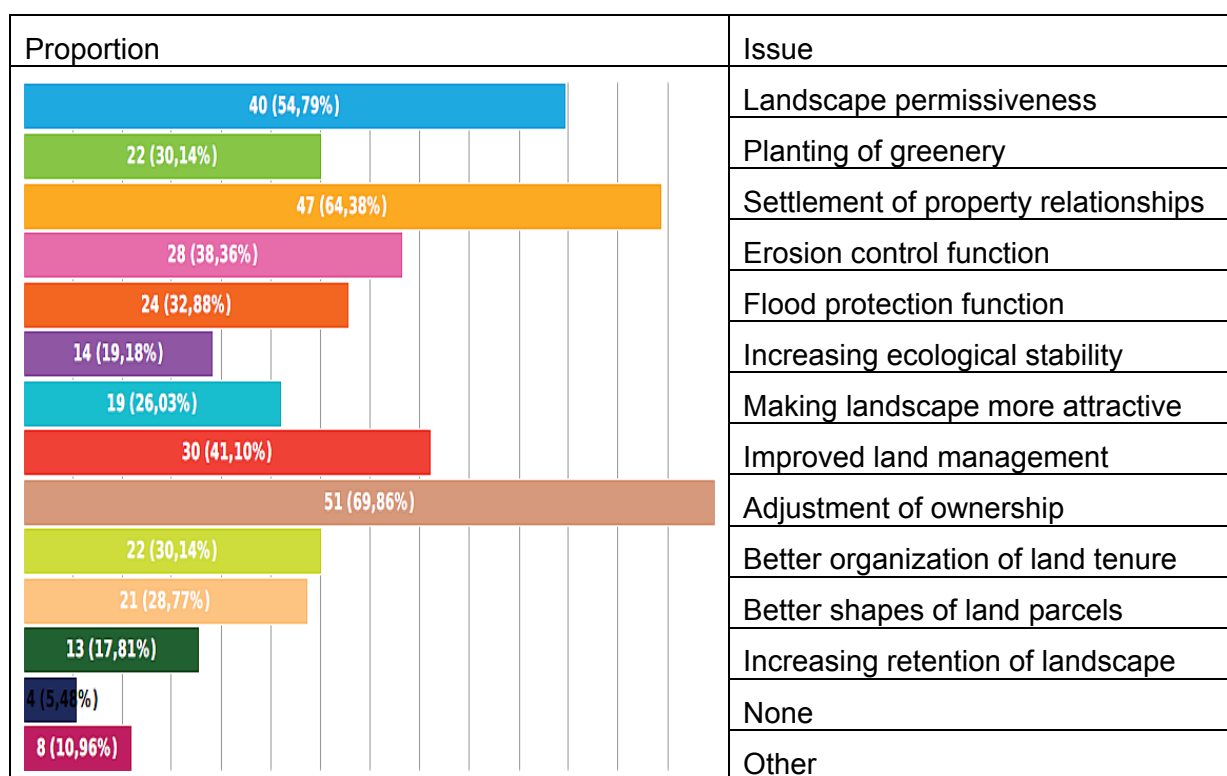 Proportion Issue
40 (54,79%) Landscape permissiveness
22 (30,14%) Planting of greenery
47 (64,38%) Settlement of property relationships
28 (38,36%) Erosion control function
24 (32,88%) Flood protection function
14 (19,18%) Increasing ecological stability
19 (26,03%) Making landscape more attractive
30 (41,10%) Improved land management
51 (69,86%) Adjustment of ownership
22 (30,14%) Better organization of land tenure
21 (28,77%) Better shapes of land parcels
13 (17,81%) Increasing retention of landscape
4 (5,48%) None
8 (10,96%) Other